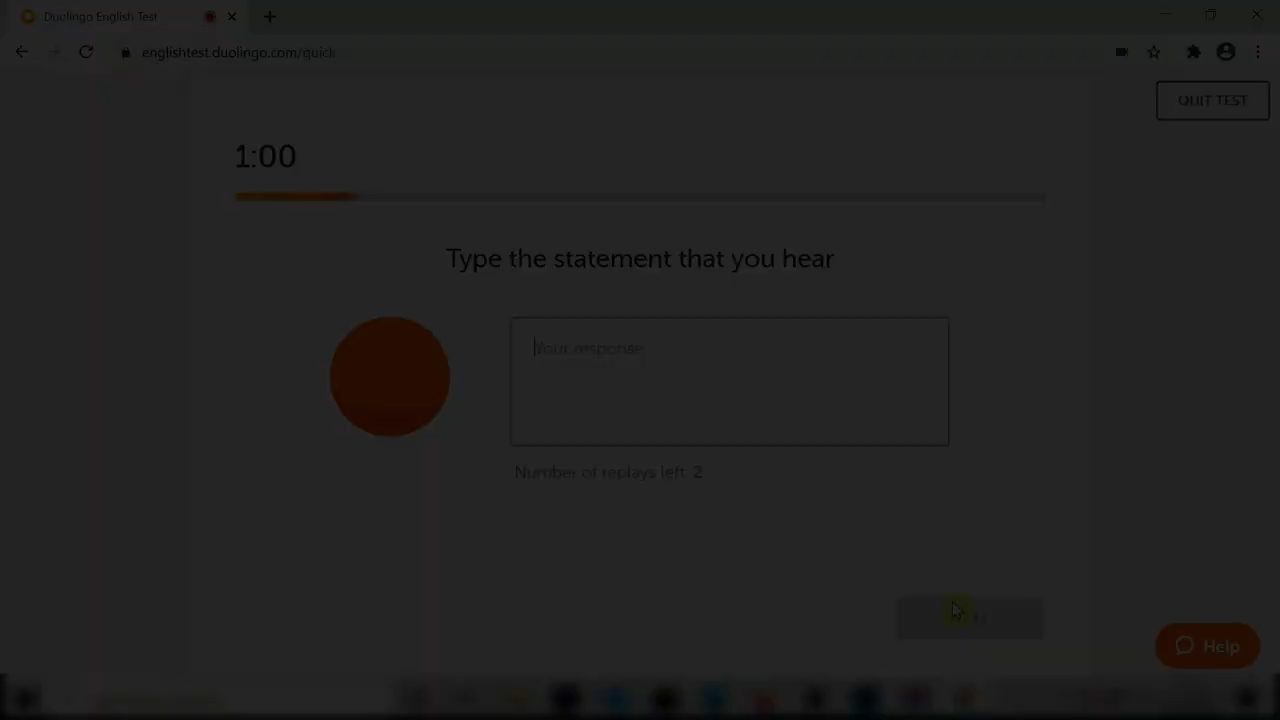 Duolingo English Test
englishtest.duolingo.com/quick
QUIT TEST
1:00
Type the statement that you hear
Your response
Number of replays left: 2
Help